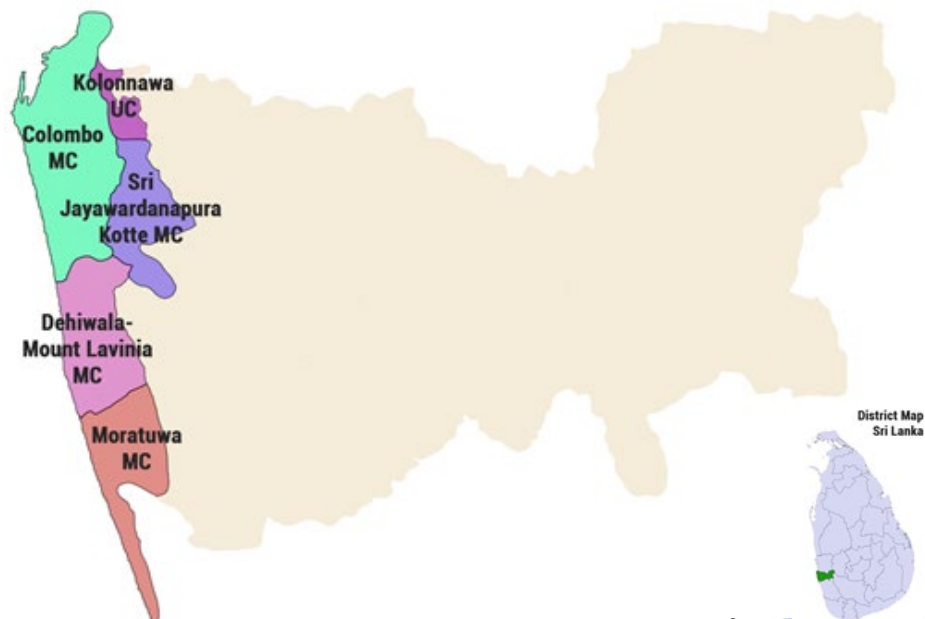 Kolonnawa
UC
Colombo
MC
Sri
Jayawardanapura
Kotte MC
Dehiwala-
Mount Lavinia
MC
Moratuwa
MC
District Map
Sri Lanka